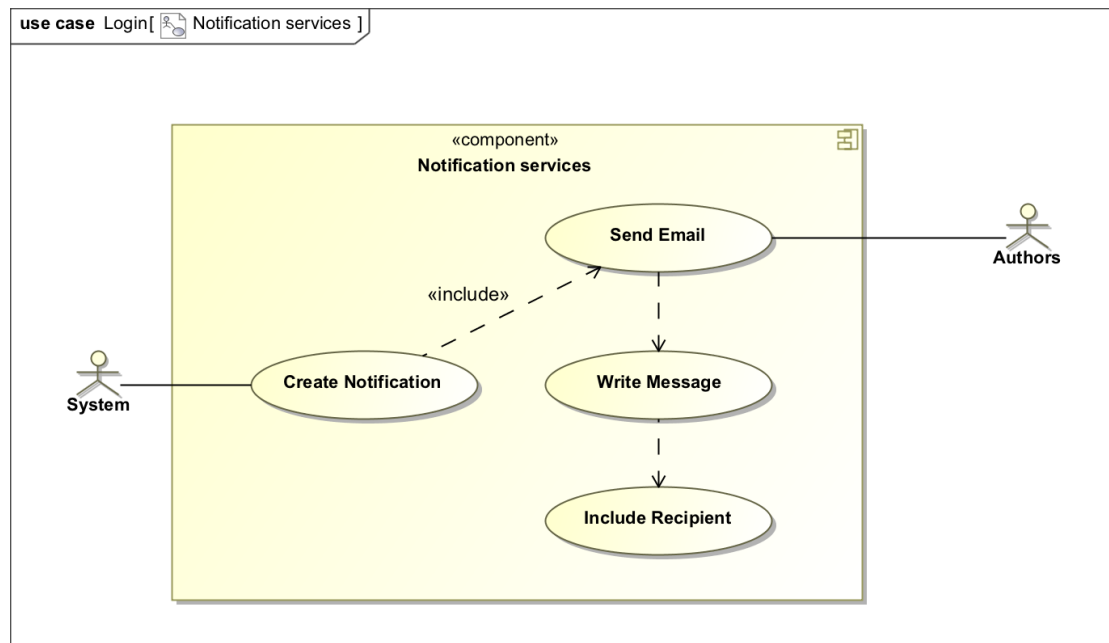 use case Login[ Notification services ]
«component»
Notification services
Send Email
Authors
«include»
Create Notification
Write Message
System
Include Recipient